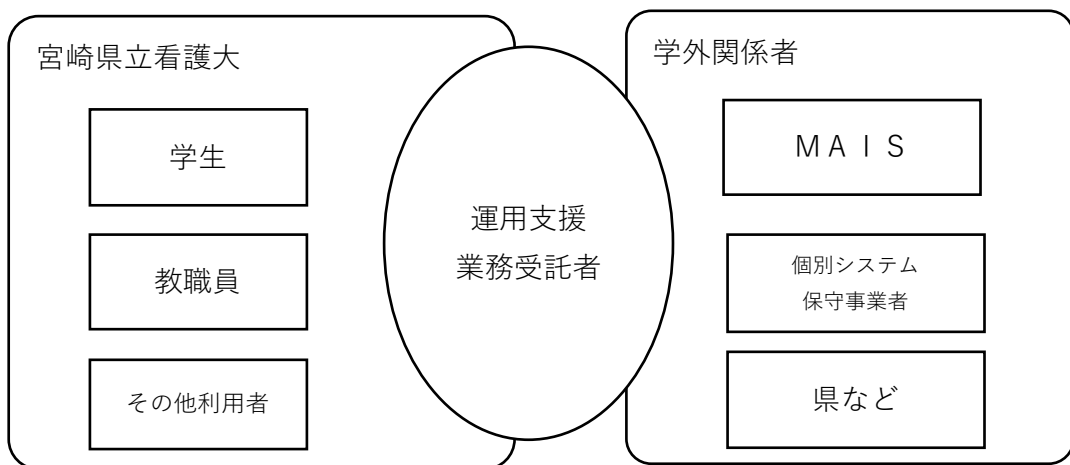 宮崎県立看護大
学生
教職員
その他利用者
運用支援
業務受託者
学外関係者
ＭＡＩＳ
個別システム
保守事業者
県など